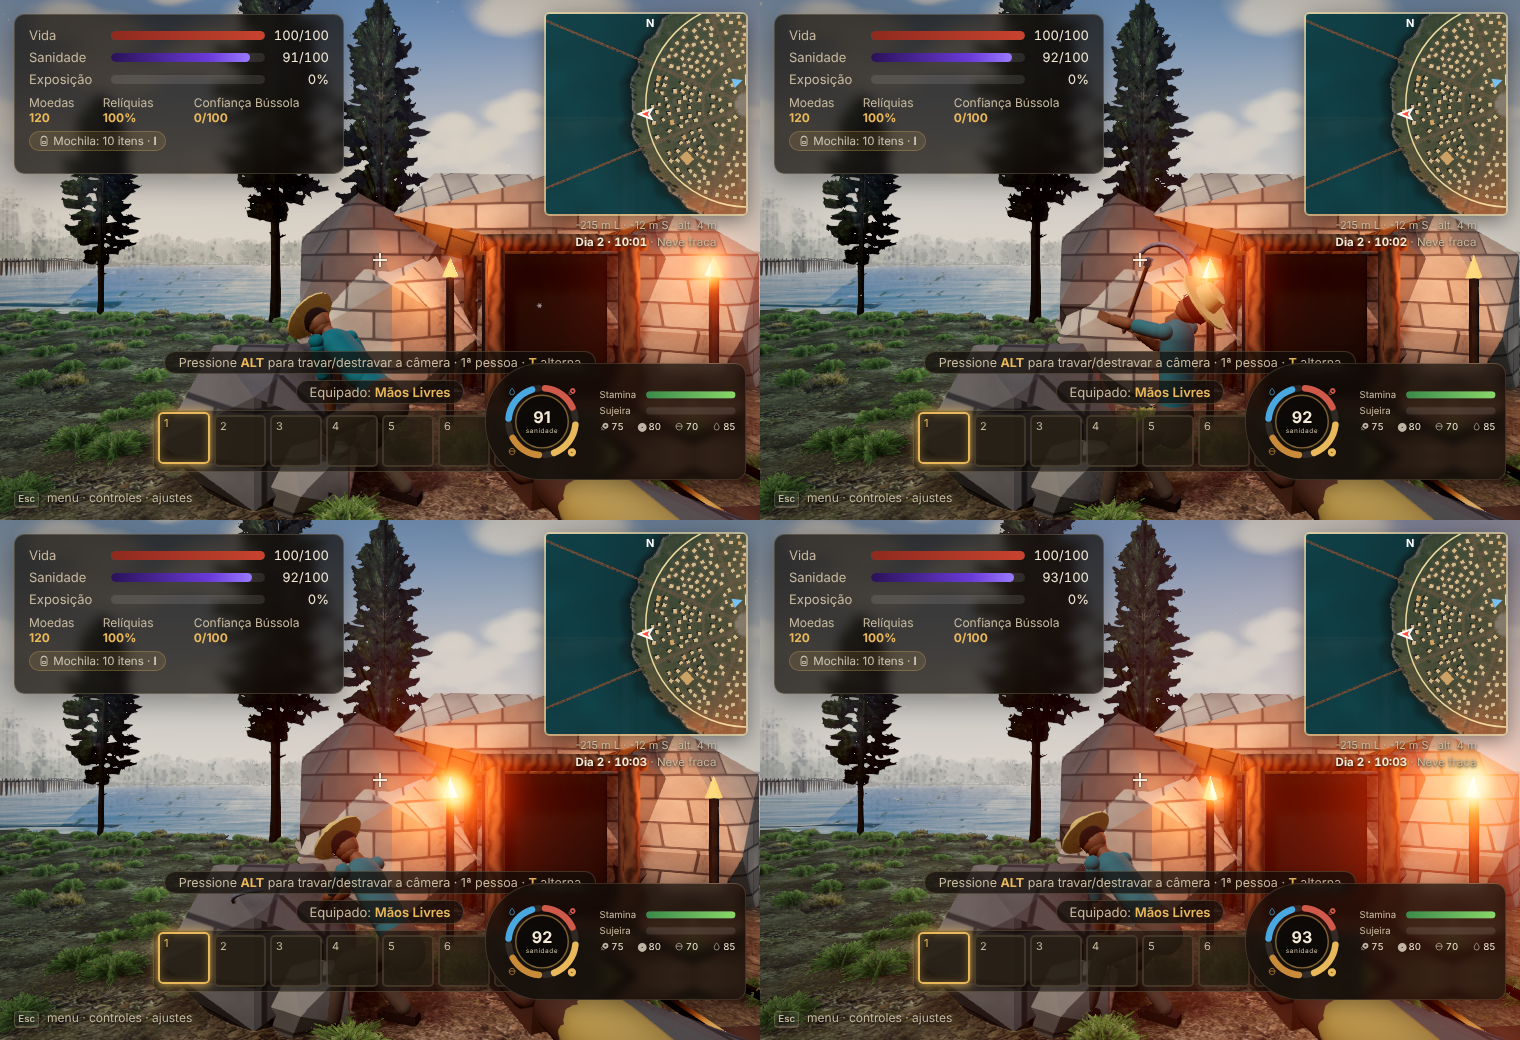 Vida 100/100
Sanidade 91/100
Exposição 0%
Moedas Relíquias Confiança Bússola
120 100% 0/100
Mochila: 10 itens · I
N
-215 m L · -12 m S · alt. 4 m
Dia 2 · 10:01 · Neve fraca
Pressione ALT para travar/destravar a câmera · 1ª pessoa · T alterna
Equipado: Mãos Livres
1 2 3 4 5 6
91
sanidade
Stamina
Sujeira
75 80 70 85
Esc menu · controles · ajustes
Vida 100/100
Sanidade 92/100
Exposição 0%
Moedas Relíquias Confiança Bússola
120 100% 0/100
Mochila: 10 itens · I
N
-215 m L · -12 m S · alt. 4 m
Dia 2 · 10:02 · Neve fraca
Pressione ALT para travar/destravar a câmera · 1ª pessoa · T alterna
Equipado: Mãos Livres
1 2 3 4 5 6
92
sanidade
Stamina
Sujeira
75 80 70 85
Esc menu · controles · ajustes
Vida 100/100
Sanidade 92/100
Exposição 0%
Moedas Relíquias Confiança Bússola
120 100% 0/100
Mochila: 10 itens · I
N
-215 m L · -12 m S · alt. 4 m
Dia 2 · 10:03 · Neve fraca
Pressione ALT para travar/destravar a câmera · 1ª pessoa · T alterna
Equipado: Mãos Livres
1 2 3 4 5 6
92
sanidade
Stamina
Sujeira
75 80 70 85
Esc menu · controles · ajustes
Vida 100/100
Sanidade 93/100
Exposição 0%
Moedas Relíquias Confiança Bússola
120 100% 0/100
Mochila: 10 itens · I
N
-215 m L · -12 m S · alt. 4 m
Dia 2 · 10:03 · Neve fraca
Pressione ALT para travar/destravar a câmera · 1ª pessoa · T alterna
Equipado: Mãos Livres
1 2 3 4 5 6
93
sanidade
Stamina
Sujeira
75 80 70 85
Esc menu · controles · ajustes